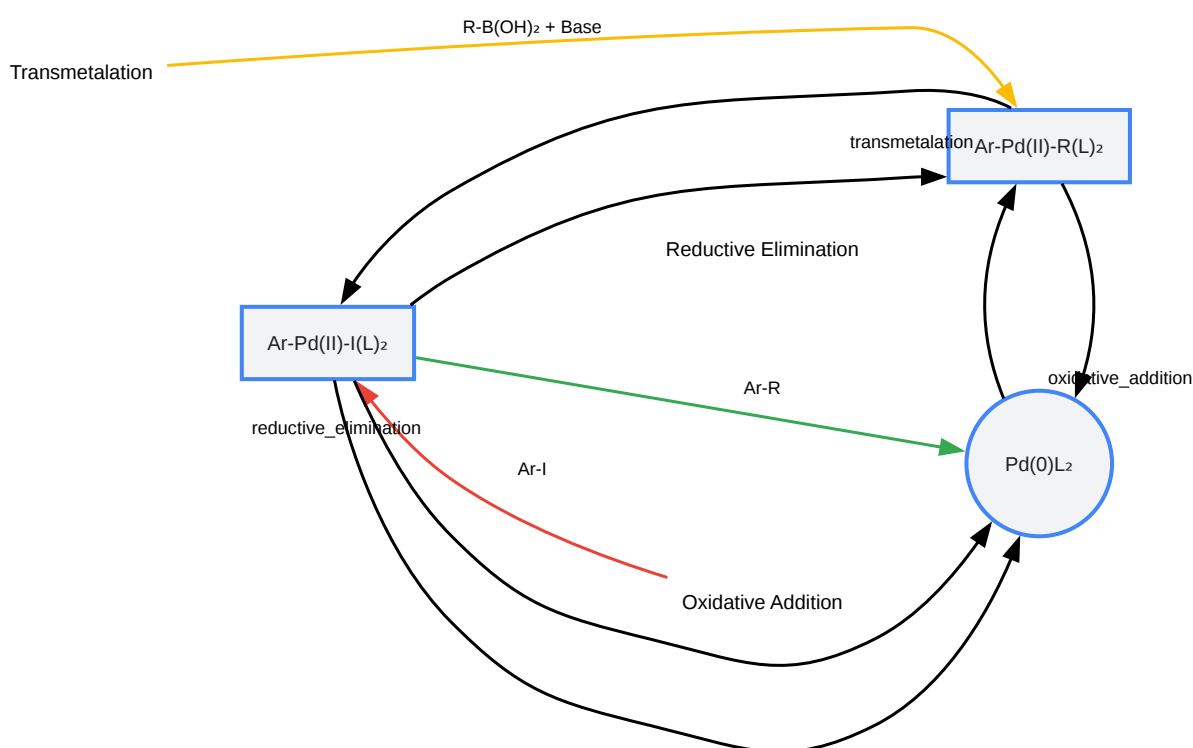 R-B(OH)₂ + Base
Transmetalation
transmetalation
Ar-Pd(II)-R(L)₂
Reductive Elimination
Ar-Pd(II)-I(L)₂
oxidative_addition
Ar-R
reductive_elimination
Ar-I
Pd(0)L₂
Oxidative Addition